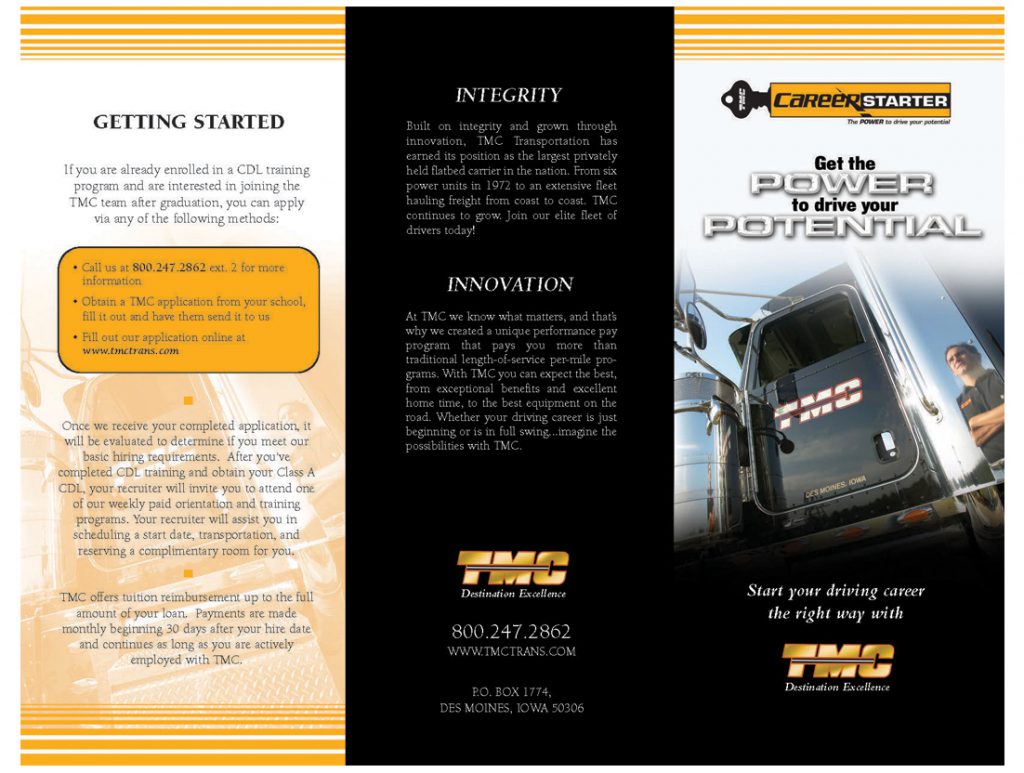 GETTING STARTED
If you are already enrolled in a CDL training
program and are interested in joining the
TMC team after graduation, you can apply
via any of the following methods:
• Call us at 800.247.2862 ext. 2 for more
information
• Obtain a TMC application from your school,
fill it out and have them send it to us
• Fill out our application online at
www.tmctrans.com
Once we receive your completed application, it
will be evaluated to determine if you meet our
basic hiring requirements. After you've
completed CDL training and obtain your Class A
CDL, your recruiter will invite you to attend one
of our weekly paid orientation and training
programs. Your recruiter will assist you in
scheduling a start date, transportation, and
reserving a complimentary room for you.
TMC offers tuition reimbursement up to the full
amount of your loan. Payments are made
monthly beginning 30 days after your hire date
and continues as long as you are actively
employed with TMC.
INTEGRITY
Built on integrity and grown through
innovation, TMC Transportation has
earned its position as the largest privately
held flatbed carrier in the nation. From six
power units in 1972 to an extensive fleet
hauling freight from coast to coast. TMC
continues to grow. Join our elite fleet of
drivers today!
INNOVATION
At TMC we know what matters, and that's
why we created a unique performance pay
program that pays you more than
traditional length-of-service per-mile pro-
grams. With TMC you can expect the best,
from exceptional benefits and excellent
home time, to the best equipment on the
road. Whether your driving career is just
beginning or is in full swing...imagine the
possibilities with TMC.
TMC
Destination Excellence
800.247.2862
WWW.TMCTRANS.COM
P.O. BOX 1774,
DES MOINES, IOWA 50306
TMC CAREER STARTER
The POWER to drive your potential
Get the
POWER
to drive your
POTENTIAL
TMC
DES MOINES, IOWA
Start your driving career
the right way with
TMC
Destination Excellence